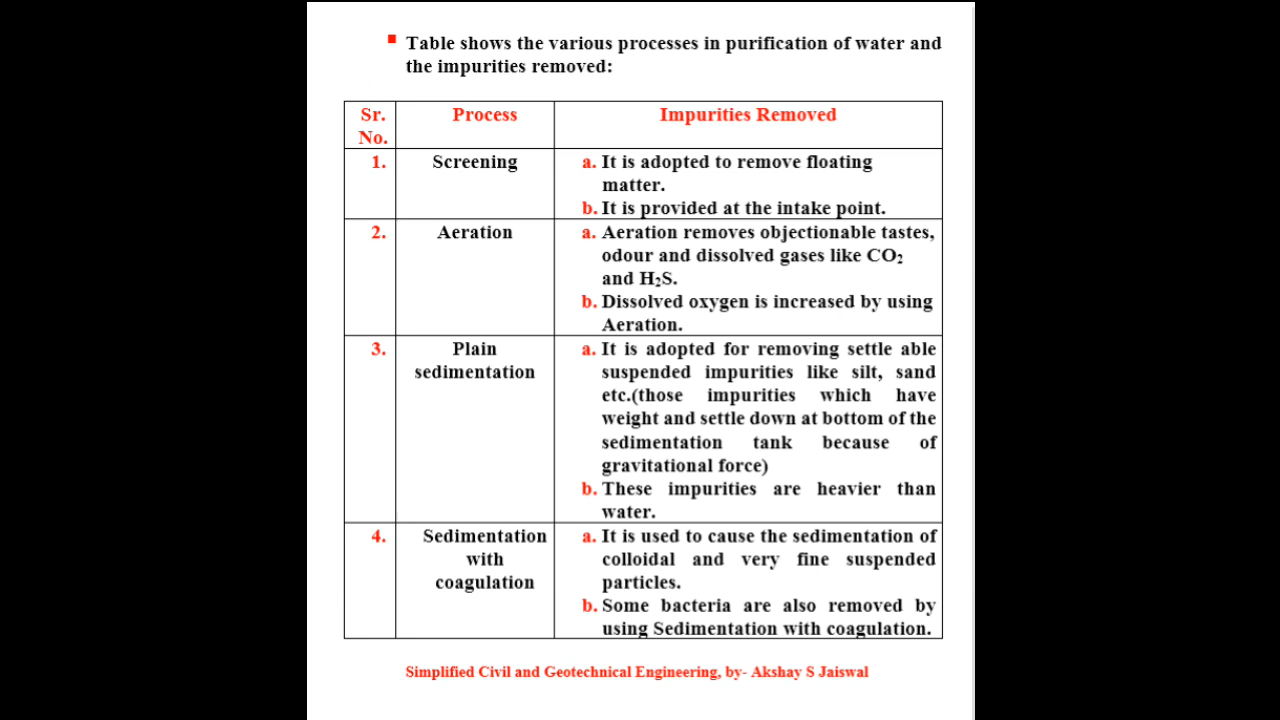 Table shows the various processes in purification of water and
the impurities removed:
Sr.
No.
Process
Impurities Removed
1.
Screening
a. It is adopted to remove floating
matter.
b. It is provided at the intake point.
2.
Aeration
a. Aeration removes objectionable tastes,
odour and dissolved gases like CO₂
and H₂S.
b. Dissolved oxygen is increased by using
Aeration.
3.
Plain
sedimentation
a. It is adopted for removing settle able
suspended impurities like silt, sand
etc.(those impurities which have
weight and settle down at bottom of the
sedimentation tank because of
gravitational force)
b. These impurities are heavier than
water.
4.
Sedimentation
with
coagulation
a. It is used to cause the sedimentation of
colloidal and very fine suspended
particles.
b. Some bacteria are also removed by
using Sedimentation with coagulation.
Simplified Civil and Geotechnical Engineering, by- Akshay S Jaiswal